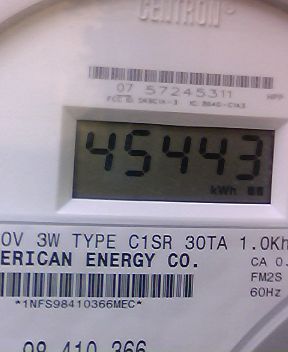 CENTRON®
07 57245311
45443
kWh
0V 3W TYPE C1SR 30TA 1.0Kh
ERICAN ENERGY CO.
CA 0.
FM2S
*1NFS98410366MEC*
60Hz
98 410 366